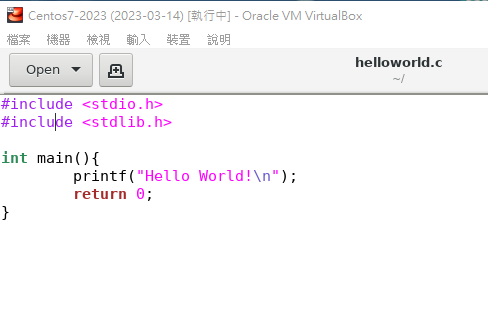 Centos7-2023 (2023-03-14) [執行中] - Oracle VM VirtualBox
檔案 機器 檢視 輸入 裝置 說明
Open
helloworld.c
~/
#include <stdio.h>
#include <stdlib.h>
int main(){
        printf("Hello World!\n");
        return 0;
}